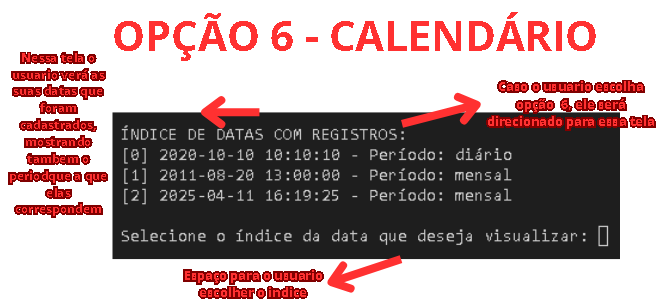 OPÇÃO 6 - CALENDÁRIO
Nessa tela o
usuario verá as
suas datas que
foram
cadastrados,
mostrando
tambem o
periodque a que
elas
correspondem
Caso o usuario escolha
opção 6, ele será
direcionado para essa tela
ÍNDICE DE DATAS COM REGISTROS:
[0] 2020-10-10 10:10:10 - Período: diário
[1] 2011-08-20 13:00:00 - Período: mensal
[2] 2025-04-11 16:19:25 - Período: mensal
Selecione o índice da data que deseja visualizar:
Espaço para o usuario
escolher o indice